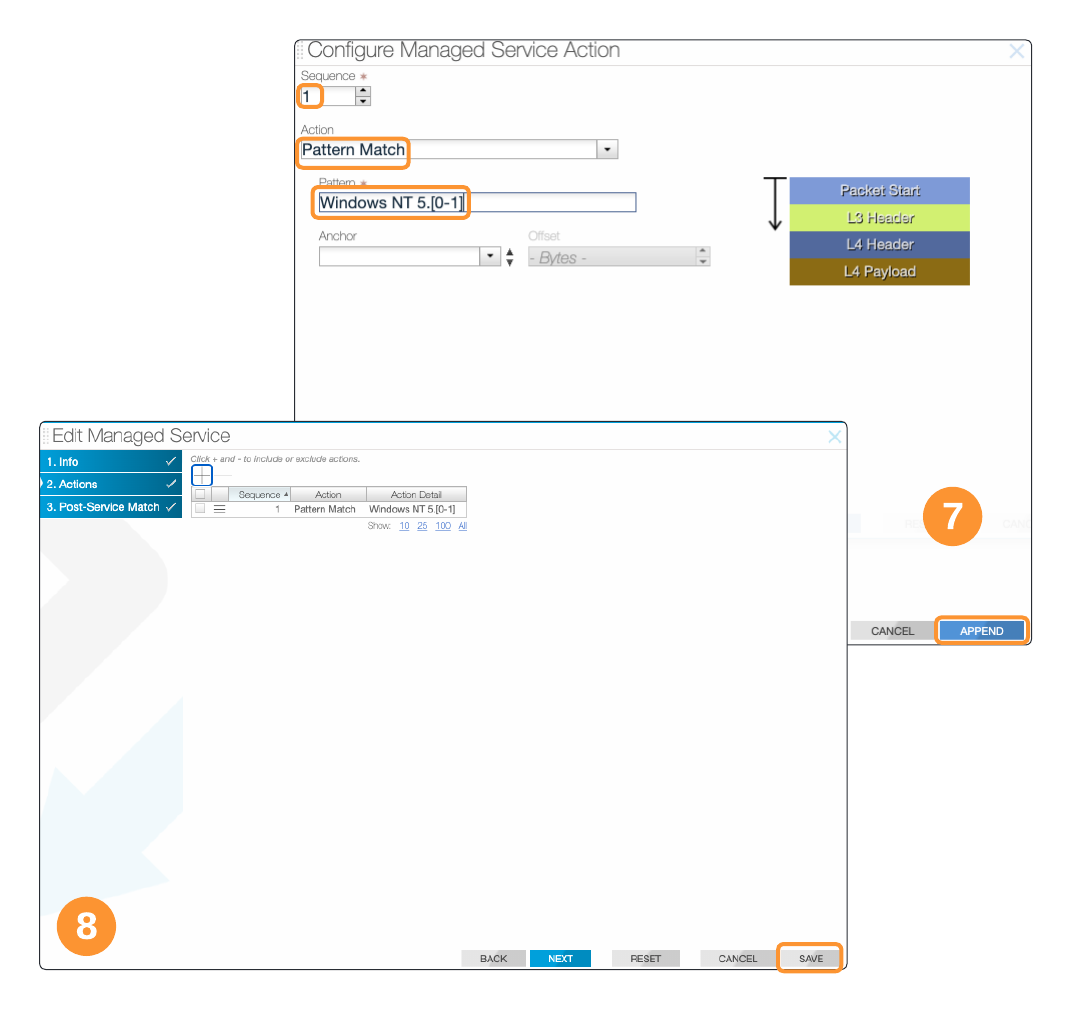 Configure Managed Service Action
Sequence *
1
Action
Pattern Match
Pattern *
Windows NT 5.[0-1]
Anchor
Offset
- Bytes -
Packet Start
L3 Header
L4 Header
L4 Payload
7
CANCEL
APPEND
Edit Managed Service
1. Info
2. Actions
3. Post-Service Match
Click + and - to include or exclude actions.
Sequence Action Action Detail
1 Pattern Match Windows NT 5.[0-1]
Show: 10 25 100 All
8
BACK NEXT RESET CANCEL SAVE